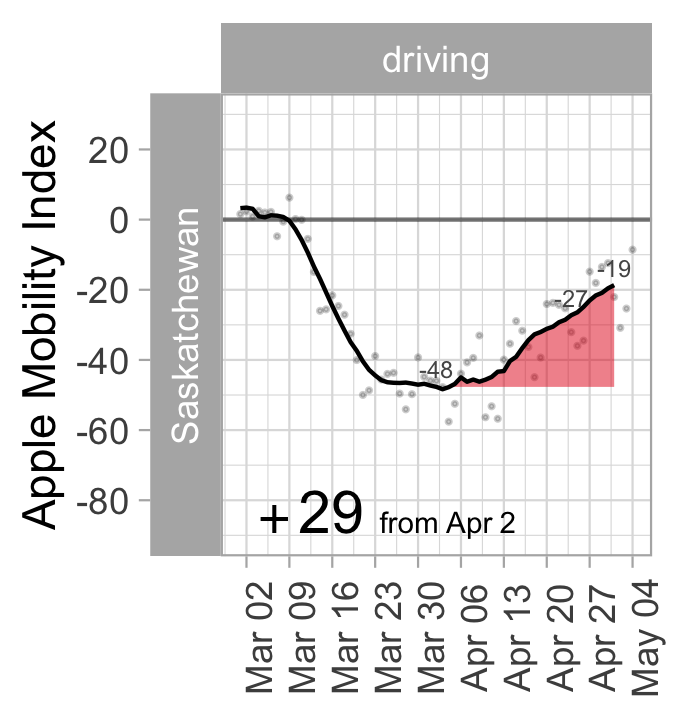 driving
Apple Mobility Index
Saskatchewan
20
0
-20
-40
-60
-80
-19
-27
-48
+29 from Apr 2
Mar 02
Mar 09
Mar 16
Mar 23
Mar 30
Apr 06
Apr 13
Apr 20
Apr 27
May 04